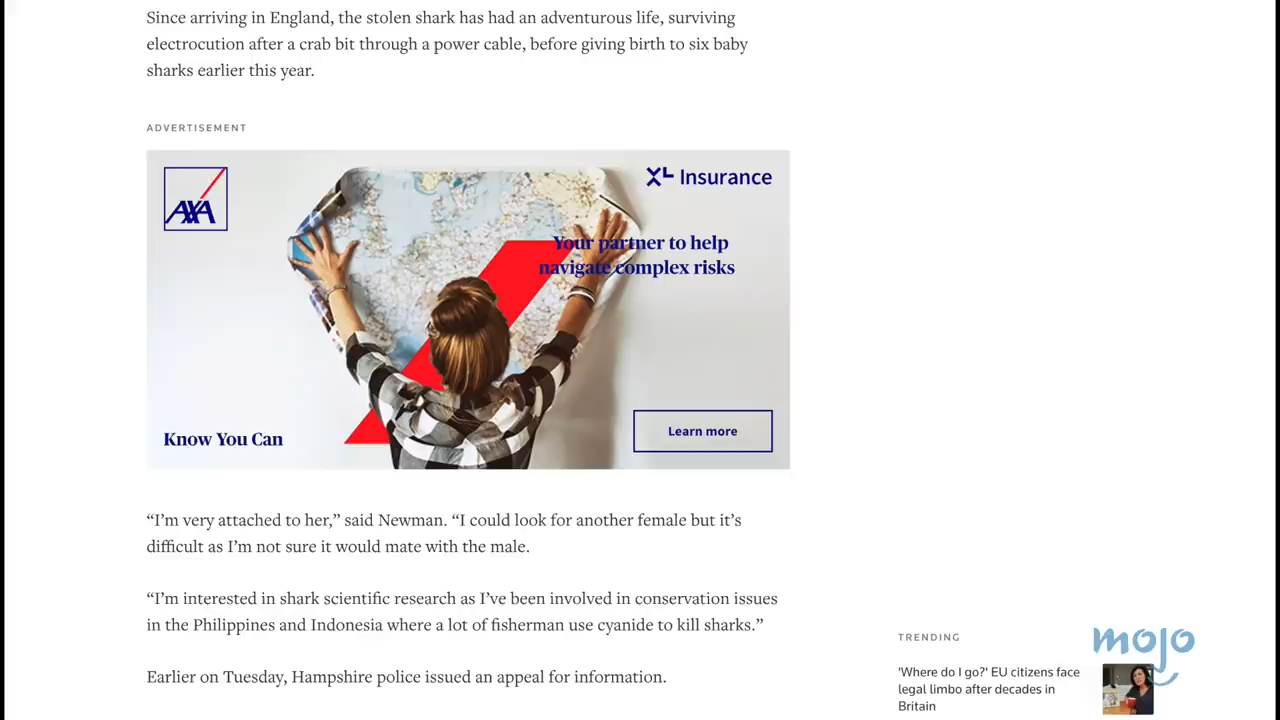 Since arriving in England, the stolen shark has had an adventurous life, surviving
electrocution after a crab bit through a power cable, before giving birth to six baby
sharks earlier this year.
ADVERTISEMENT
AXA
XL Insurance
Your partner to help
navigate complex risks
Know You Can
Learn more
“I’m very attached to her,” said Newman. “I could look for another female but it’s
difficult as I’m not sure it would mate with the male.
“I’m interested in shark scientific research as I’ve been involved in conservation issues
in the Philippines and Indonesia where a lot of fisherman use cyanide to kill sharks.”
Earlier on Tuesday, Hampshire police issued an appeal for information.
TRENDING
mojo
'Where do I go?' EU citizens face
legal limbo after decades in
Britain